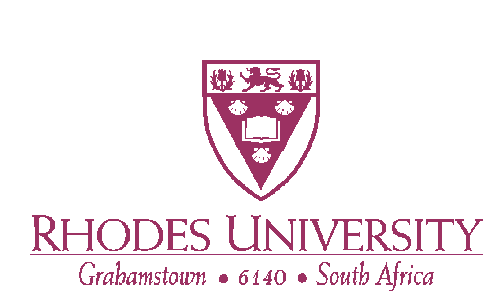 RHODES UNIVERSITY
Grahamstown • 6140 • South Africa